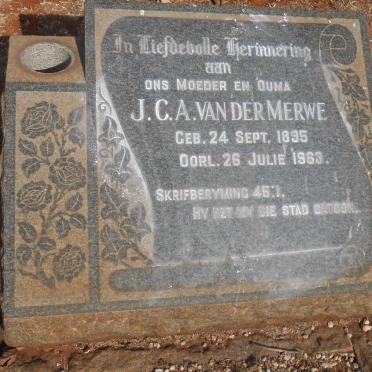 In Liefdevolle Herinnering
aan
ONS MOEDER EN OUMA
J.C.A. VAN DER MERWE
GEB. 24 SEPT. 1895
OORL. 26 JULIE 1963.
SKRIFBERYMING 45:1.
HY HET MY DIE STAD